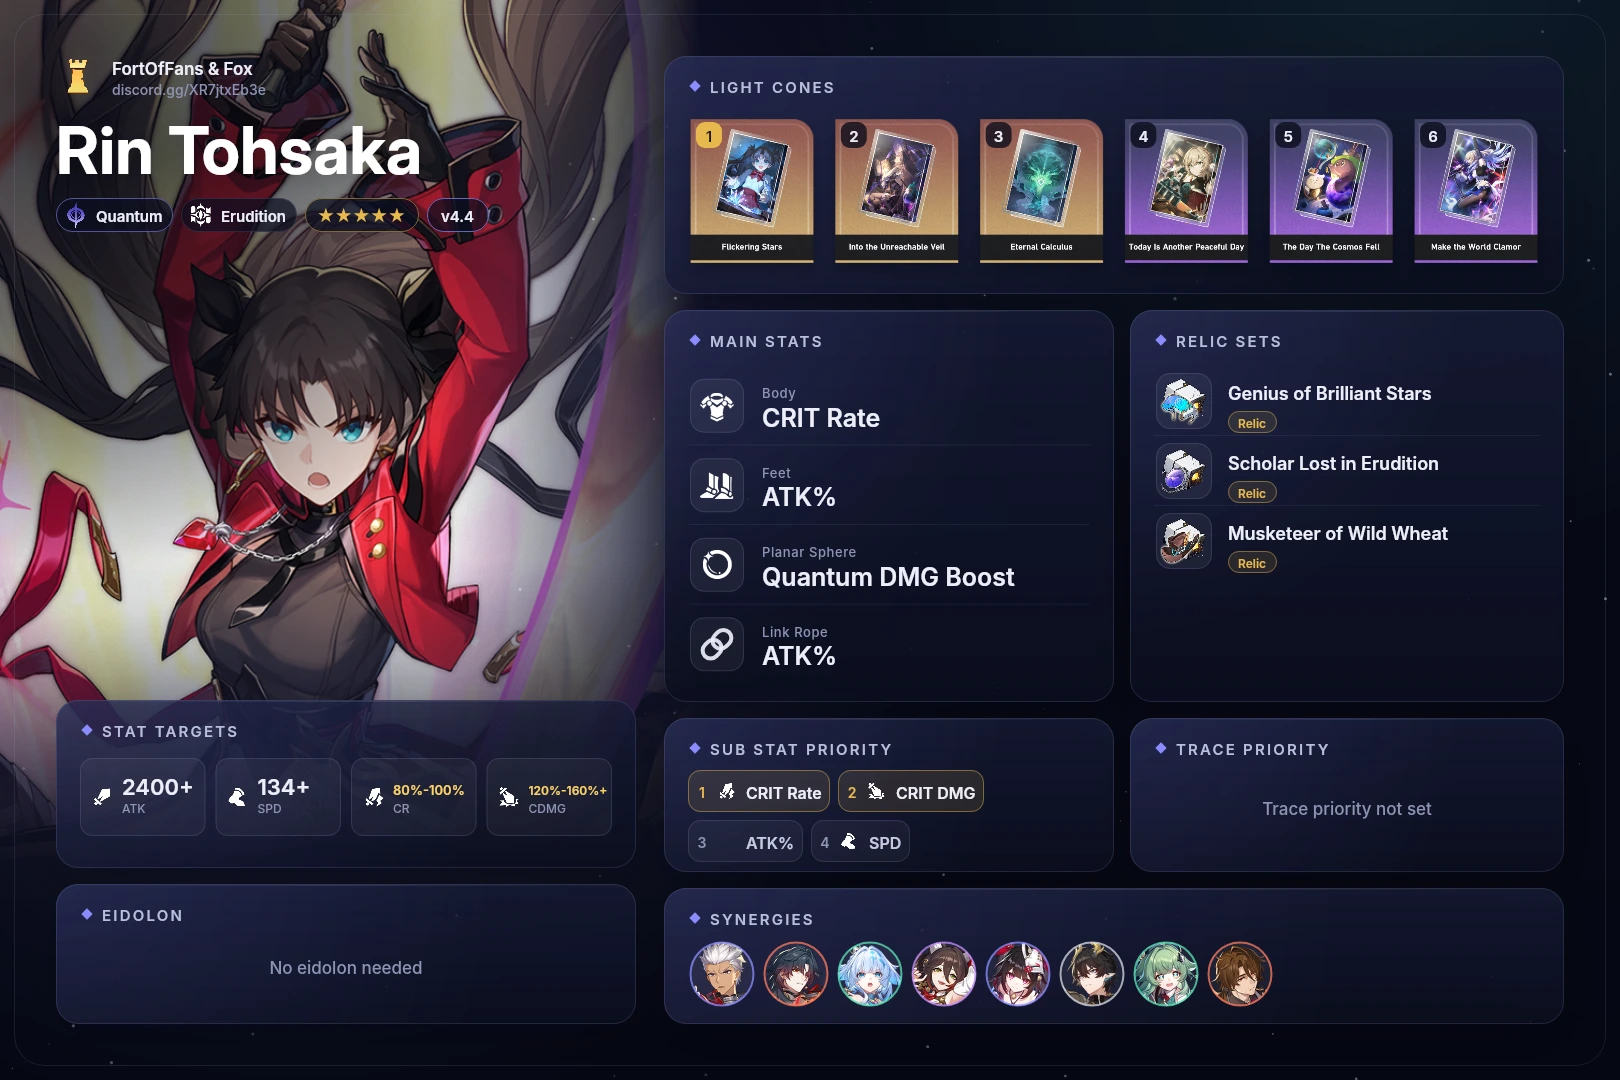 FortOfFans & Fox
discord.gg/XR7jtxEb3e
Rin Tohsaka
Quantum
Erudition
★★★★★
v4.4
LIGHT CONES
1
2
3
4
5
6
Flickering Stars
Into the Unreachable Veil
Eternal Calculus
Today Is Another Peaceful Day
The Day The Cosmos Fell
Make the World Clamor
MAIN STATS
Body
CRIT Rate
Feet
ATK%
Planar Sphere
Quantum DMG Boost
Link Rope
ATK%
RELIC SETS
Genius of Brilliant Stars
Relic
Scholar Lost in Erudition
Relic
Musketeer of Wild Wheat
Relic
STAT TARGETS
2400+
ATK
134+
SPD
80%-100%
CR
120%-160%+
CDMG
SUB STAT PRIORITY
1 CRIT Rate
2 CRIT DMG
3 ATK%
4 SPD
TRACE PRIORITY
Trace priority not set
EIDOLON
No eidolon needed
SYNERGIES